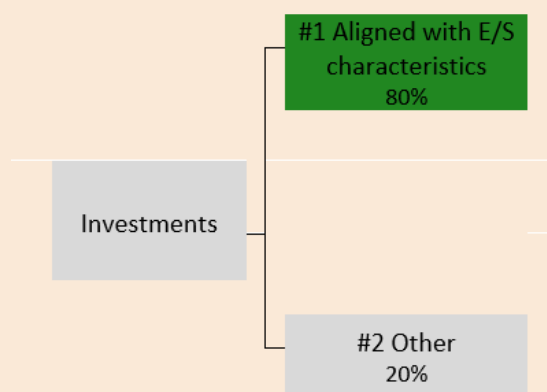 #1 Aligned with E/S
characteristics
80%
Investments
#2 Other
20%